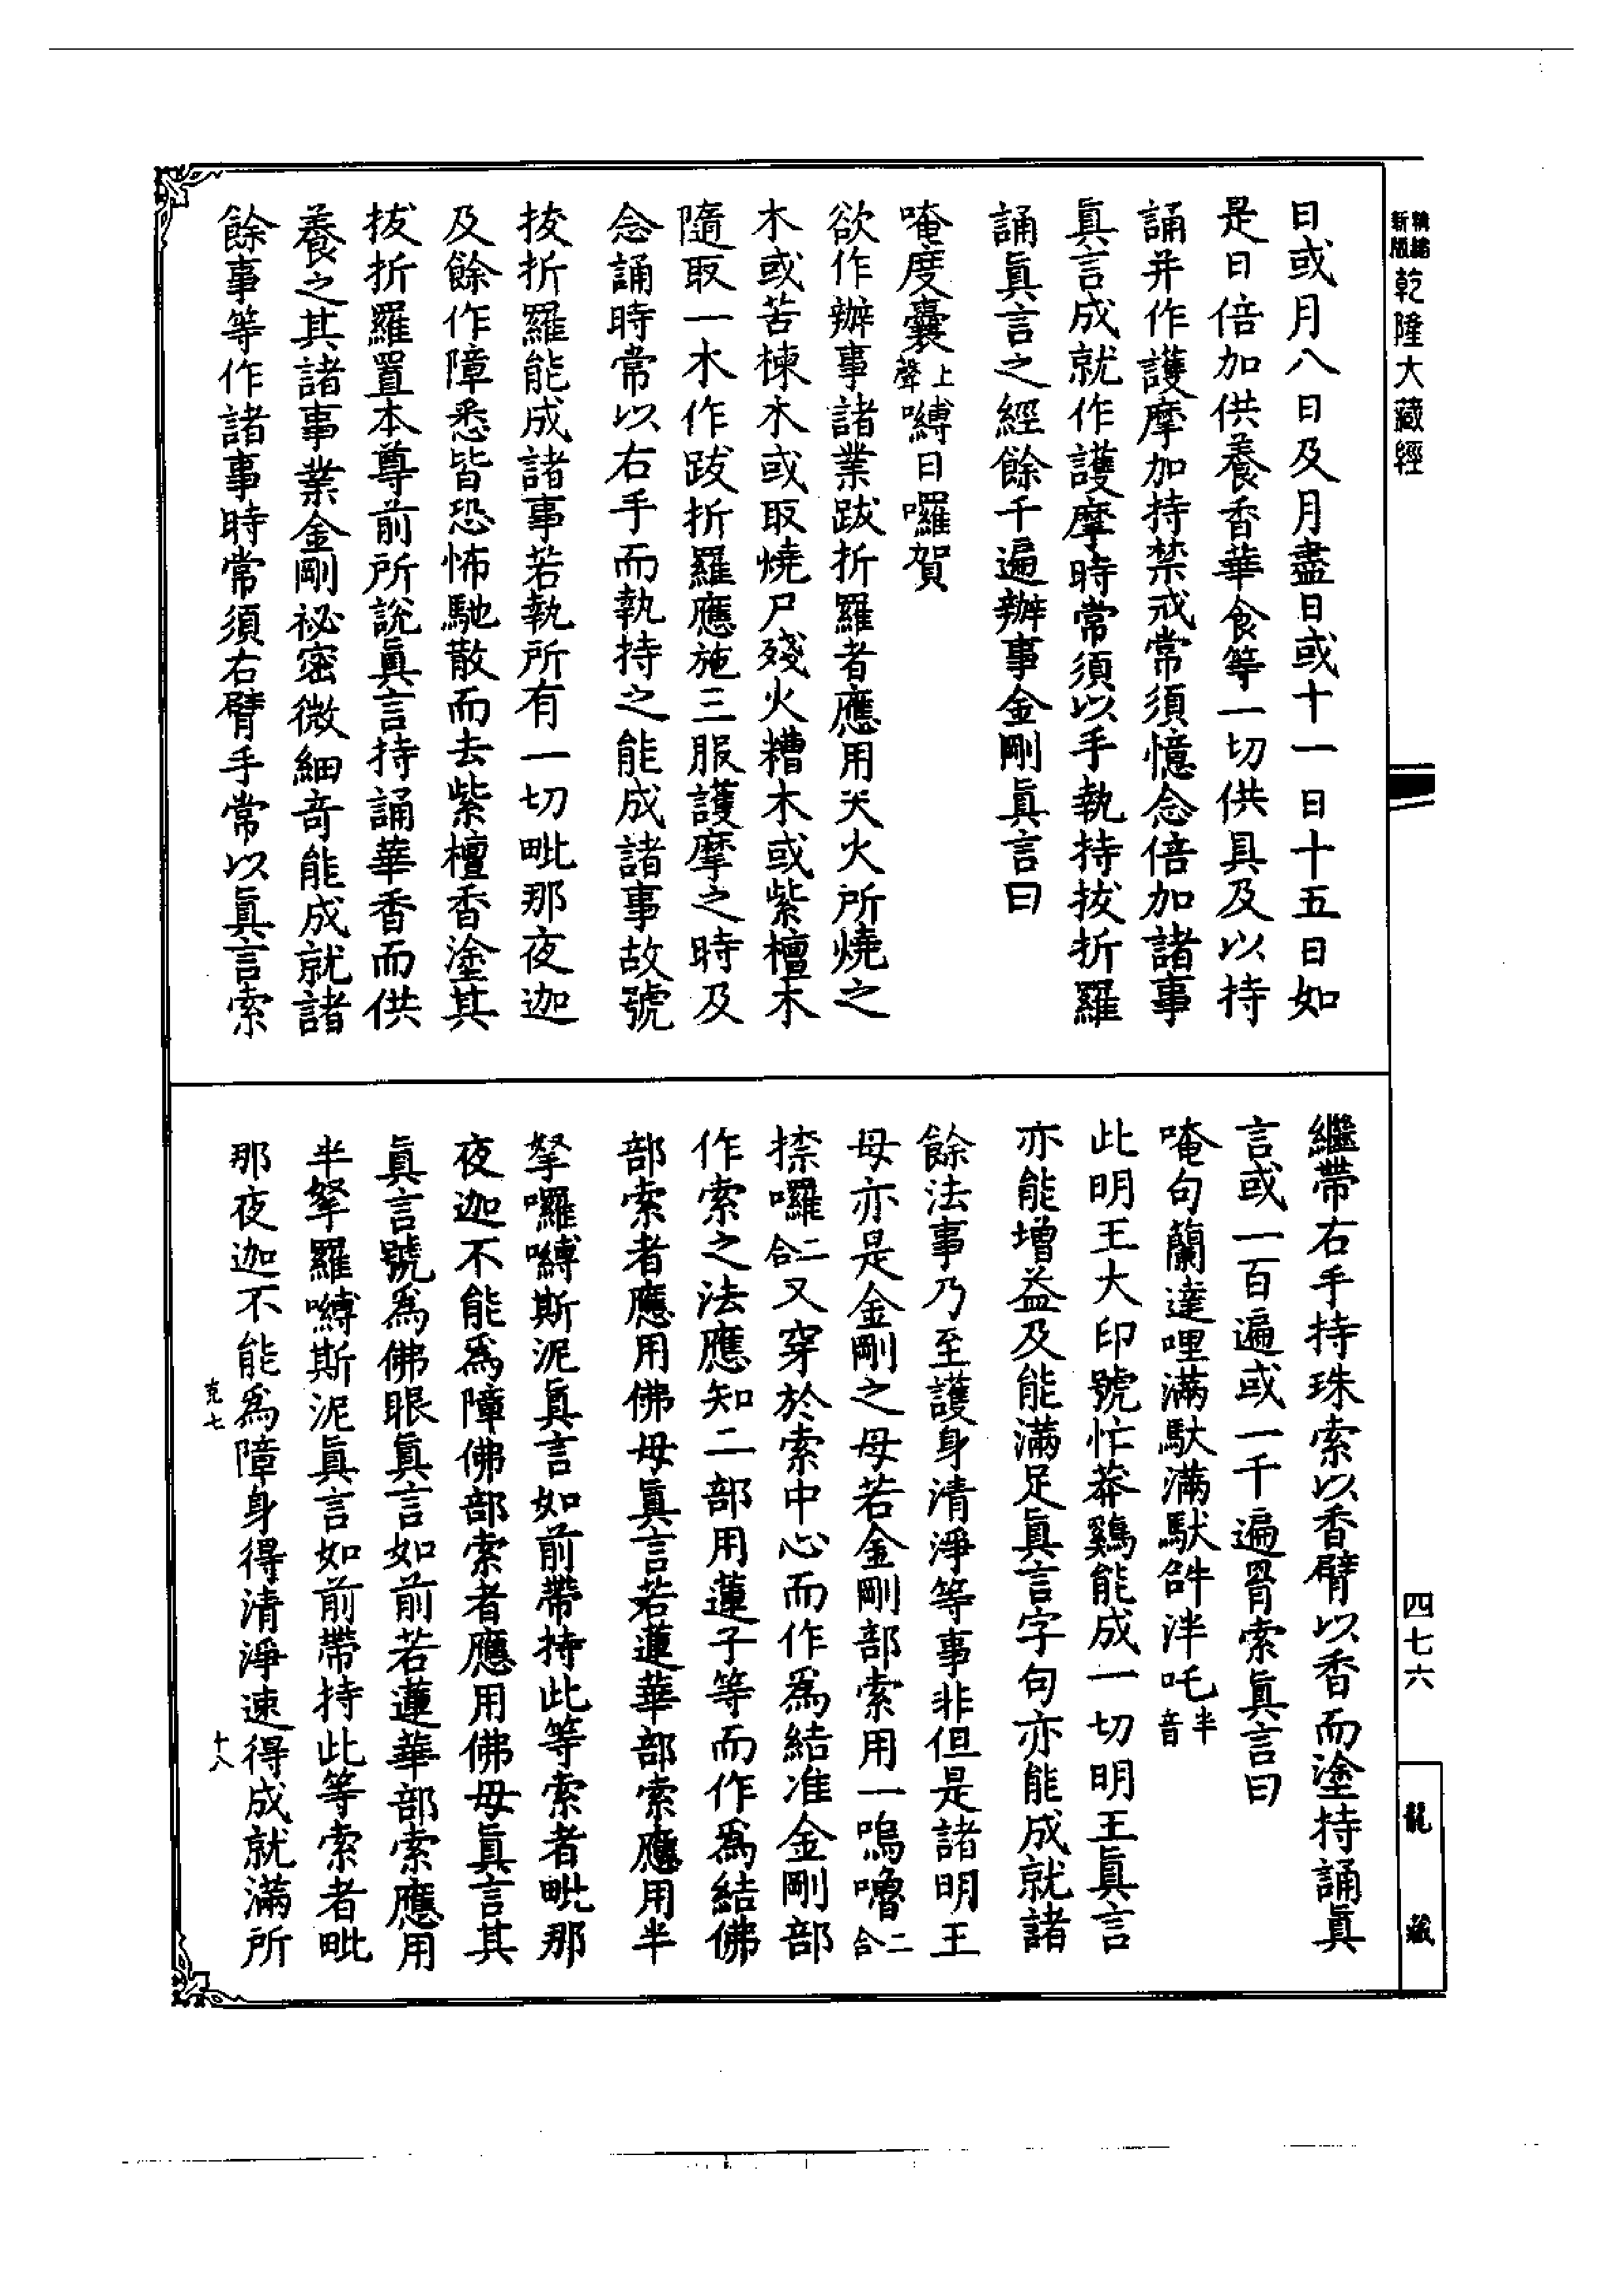 新版 精縮 乾隆大藏經
日或月八日及月盡日或十一日十五日如
是日倍加供養香華食等一切供具及以持
誦并作護摩加持禁戒常須憶念倍加諸事
真言成就作護摩時常須以手執持拔折羅
誦真言之經餘千遍辦事金剛真言曰
唵度囊上聲嚩日囉賀
欲作辦事諸業跋折羅者應用天火所燒之
木或苦楝木或取燒尸殘火糟木或紫檀木
隨取一木作跋折羅應施三服護摩之時及
念誦時常以右手而執持之能成諸事故號
拔折羅能成諸事若執所有一切毗那夜迦
及餘作障悉皆恐怖馳散而去紫檀香塗其
拔折羅置本尊前所說真言持誦華香而供
養之其諸事業金剛祕密微細奇能成就諸
餘事等作諸事時常須右臂手常以真言索
繼帶右手持珠索以香臂以香而塗持誦真
言或一百遍或一千遍罥索真言曰
唵句蘭達哩滿馱滿馱𤙖泮吒半音
此明王大印號忙莽鷄能成一切明王真言
亦能增益及能滿足真言字句亦能成就諸
餘法事乃至護身清淨等事非但是諸明王
母亦是金剛之母若金剛部索用一嗚嚕二合
捺囉二合又穿於索中心而作為結准金剛部
作索之法應知二部用蓮子等而作為結佛
部索者應用佛母真言若蓮華部索應用半
拏囉嚩斯泥真言如前帶持此等索者毗那
夜迦不能為障佛部索者應用佛母真言其
真言號為佛眼真言如前若蓮華部索應用
半拏羅嚩斯泥真言如前帶持此等索者毗
那夜迦不能為障身得清淨速得成就滿所
克七
十八
四七六
龍藏